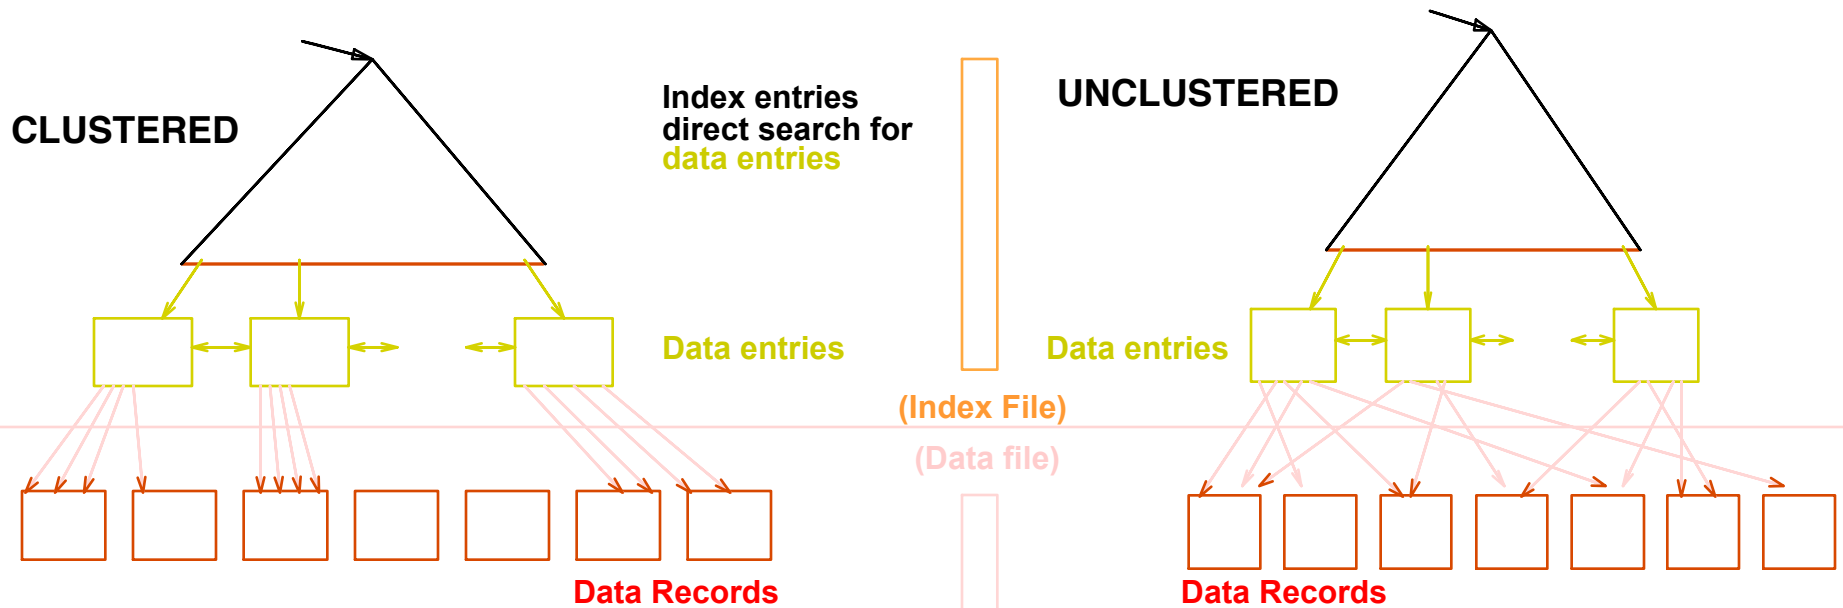 CLUSTERED
Index entries
direct search for
data entries
UNCLUSTERED
Data entries
Data entries
(Index File)
(Data file)
Data Records
Data Records